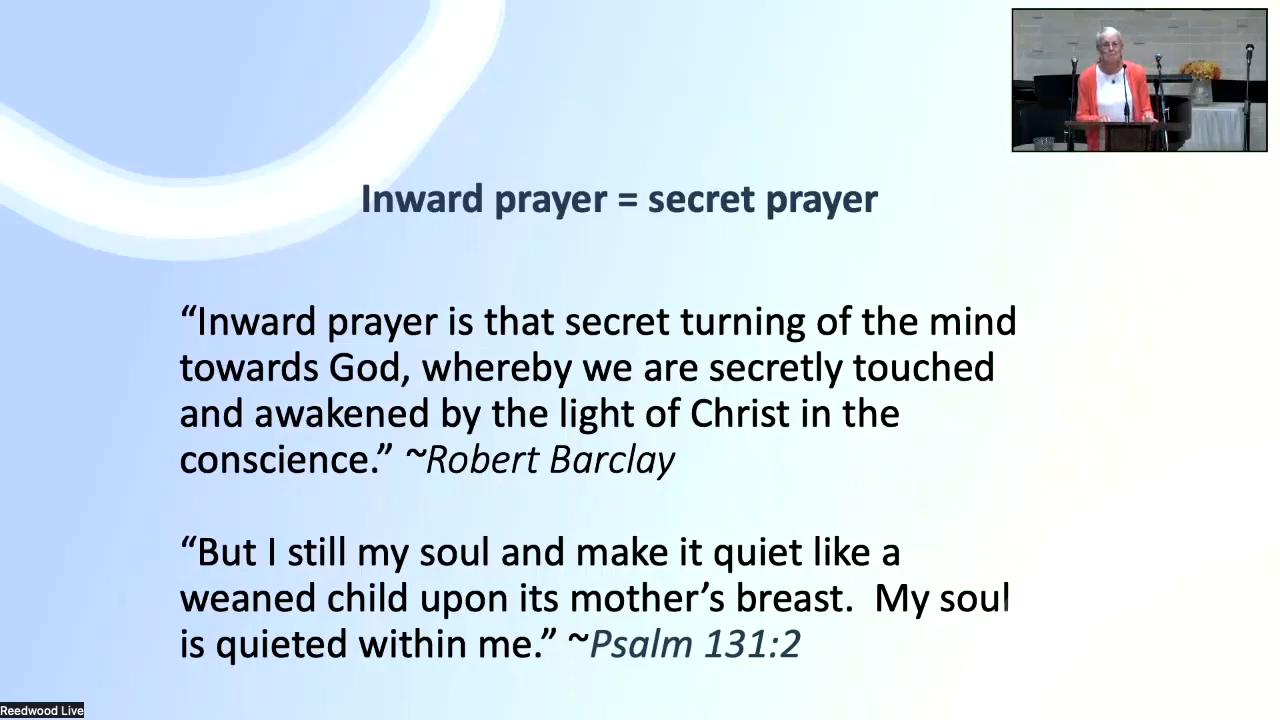 Inward prayer = secret prayer
“Inward prayer is that secret turning of the mind
towards God, whereby we are secretly touched
and awakened by the light of Christ in the
conscience.” ~Robert Barclay
“But I still my soul and make it quiet like a
weaned child upon its mother’s breast.  My soul
is quieted within me.” ~Psalm 131:2
Reedwood Live